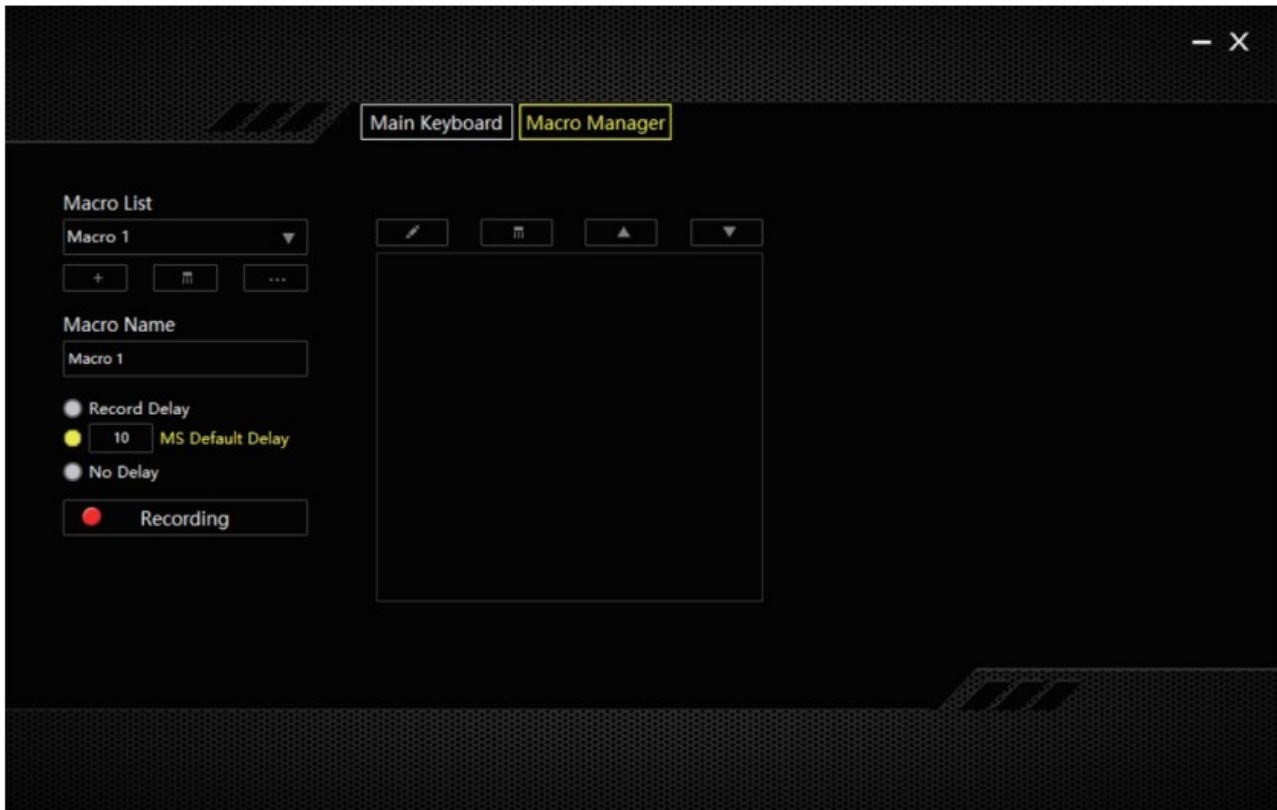 Main Keyboard
Macro Manager
Macro List
Macro 1
Macro Name
Macro 1
Record Delay
10 MS Default Delay
No Delay
Recording